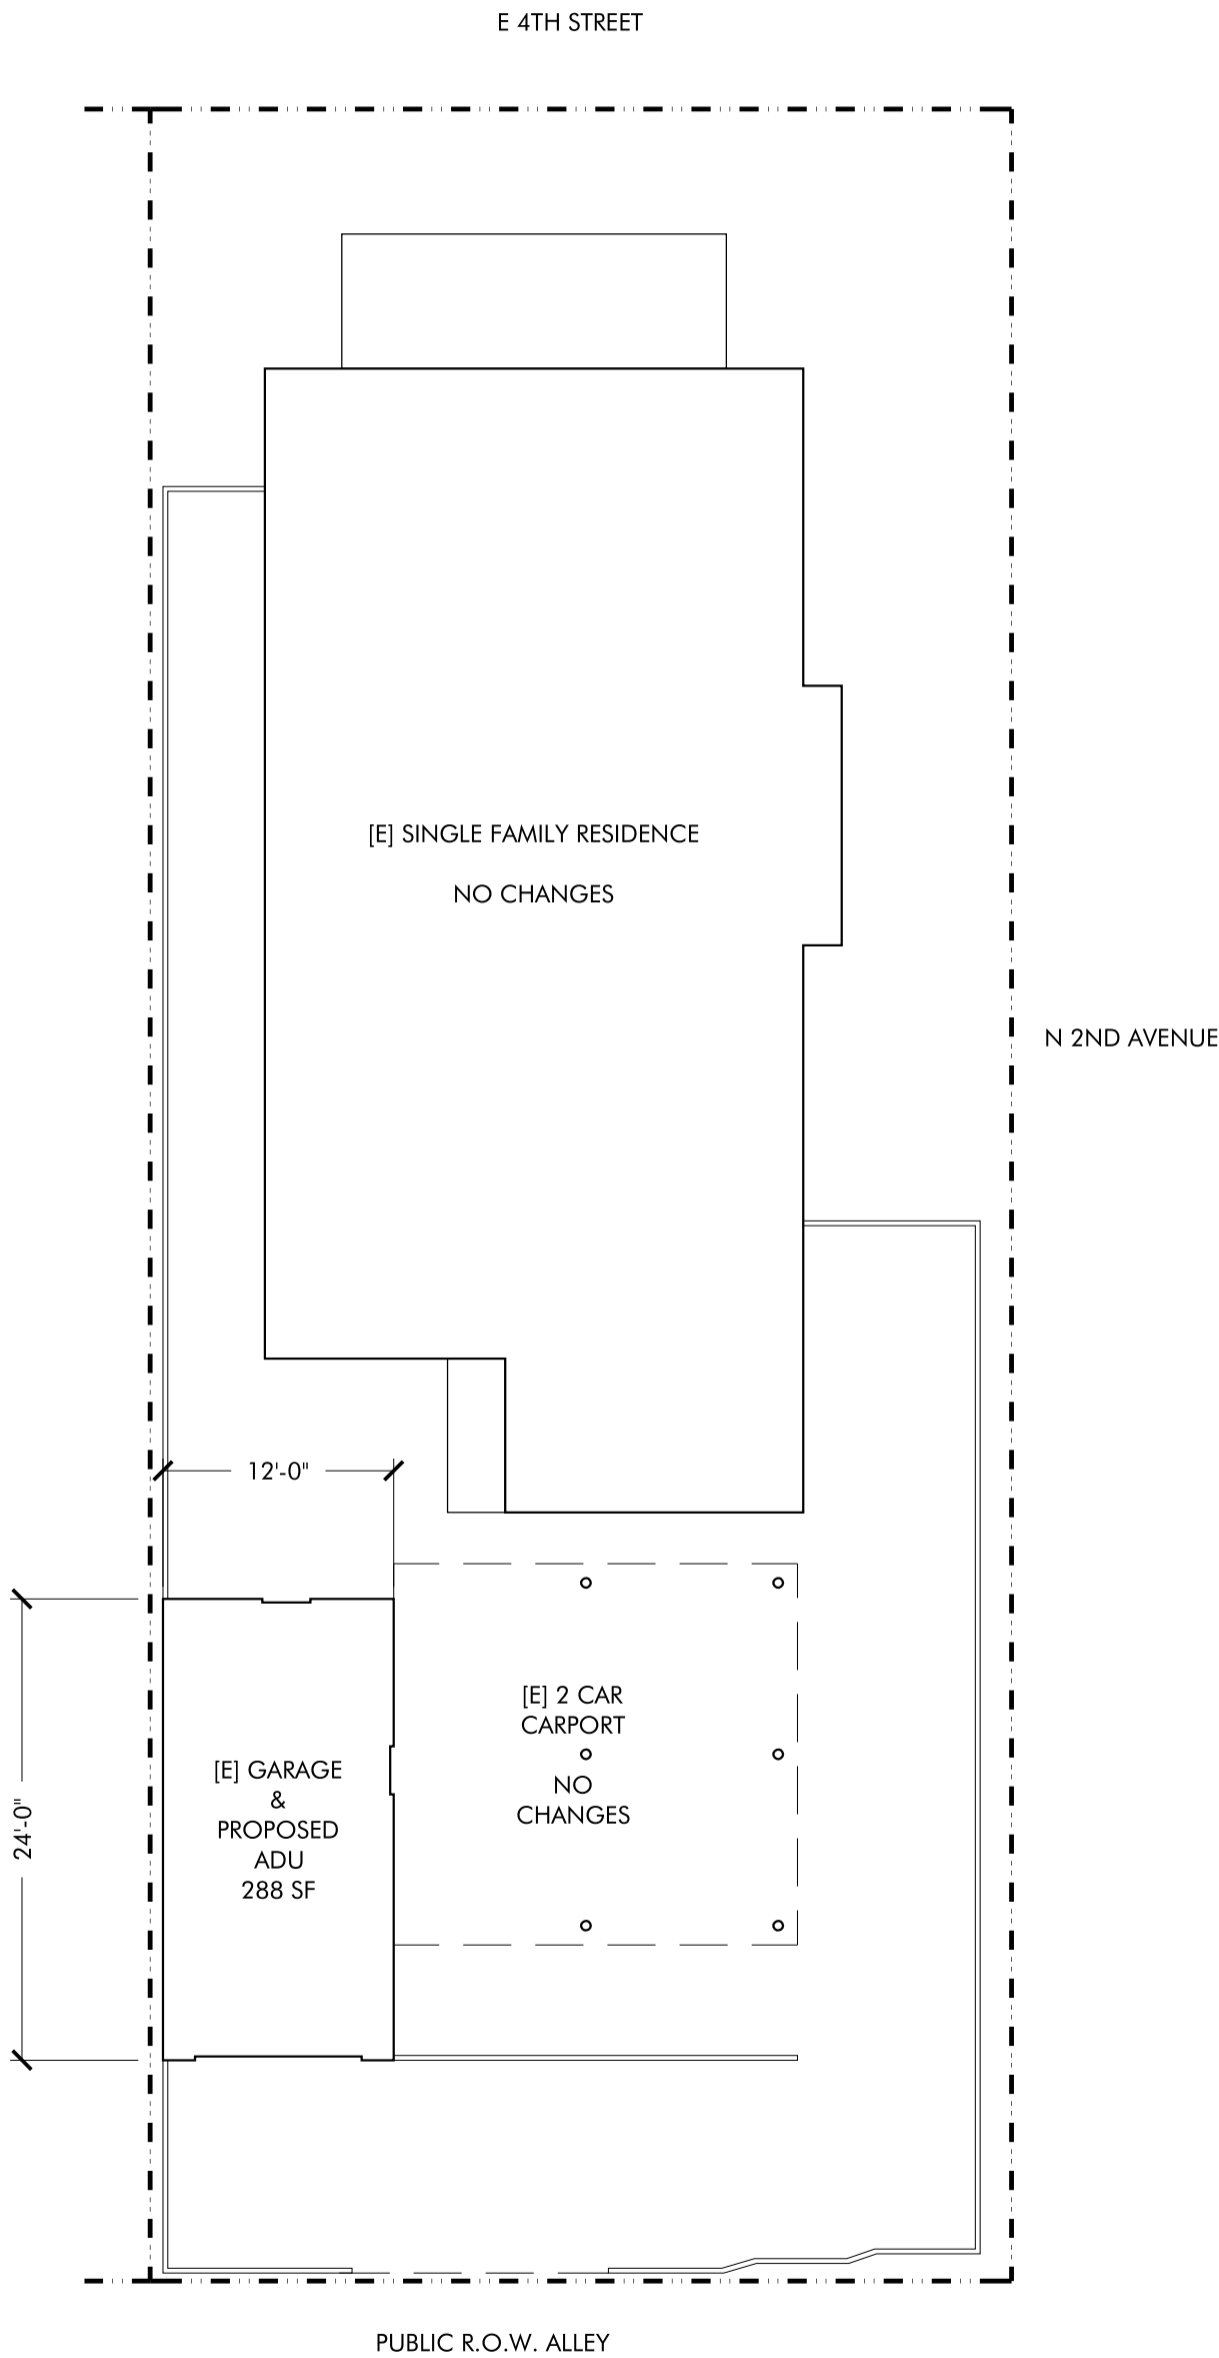 E 4TH STREET
[E] SINGLE FAMILY RESIDENCE
NO CHANGES
N 2ND AVENUE
12'-0"
[E] 2 CAR
CARPORT
NO
CHANGES
[E] GARAGE
&
PROPOSED
ADU
288 SF
24'-0"
PUBLIC R.O.W. ALLEY